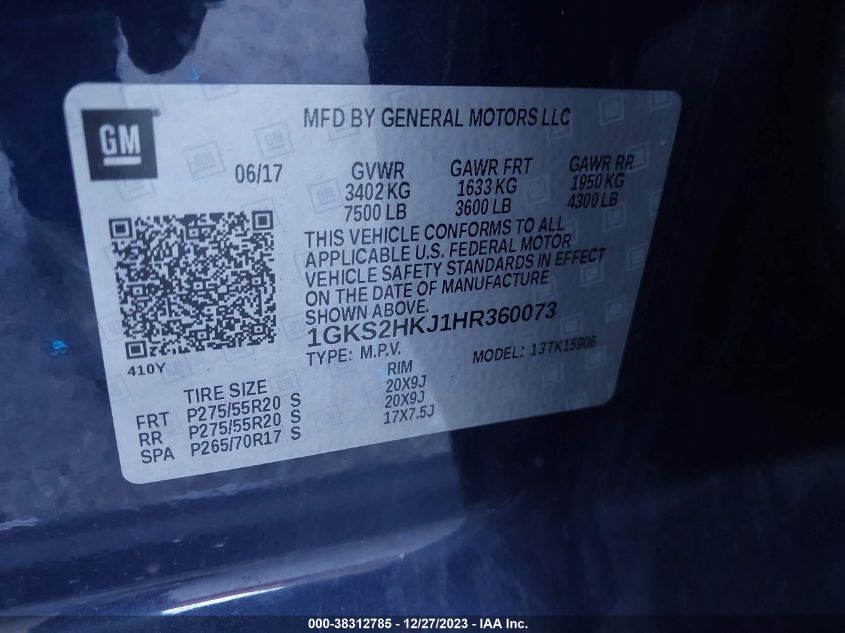 GM
MFD BY GENERAL MOTORS LLC
06/17 GVWR GAWR FRT GAWR RR
3402 KG 1633 KG 1950 KG
7500 LB 3600 LB 4300 LB
THIS VEHICLE CONFORMS TO ALL
APPLICABLE U.S. FEDERAL MOTOR
VEHICLE SAFETY STANDARDS IN EFFECT
ON THE DATE OF MANUFACTURE
SHOWN ABOVE.
1GKS2HKJ1HR360073
TYPE: M.P.V. MODEL: 13TK15906
410Y
TIRE SIZE RIM
FRT P275/55R20 S 20X9J
RR P275/55R20 S 20X9J
SPA P265/70R17 S 17X7.5J
000-38312785 - 12/27/2023 - IAA Inc.